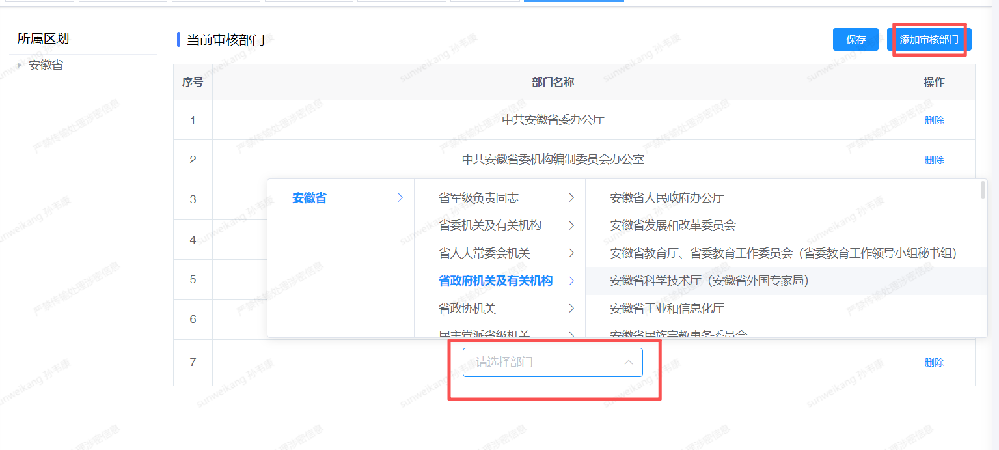 所属区划
安徽省
当前审核部门
保存
添加审核部门
序号 部门名称 操作
1 中共安徽省委办公厅 删除
2 中共安徽省委机构编制委员会办公室 删除
3
4
5
6
安徽省
省军级负责同志
省委机关及有关机构
省人大常委会机关
省政府机关及有关机构
省政协机关
民主党派省级机关
安徽省人民政府办公厅
安徽省发展和改革委员会
安徽省教育厅、省委教育工作委员会（省委教育工作领导小组秘书组）
安徽省科学技术厅（安徽省外国专家局）
安徽省工业和信息化厅
安徽省民族宗教事务委员会
7 请选择部门 删除
sunweikang 孙韦康
严禁传输处理涉密信息